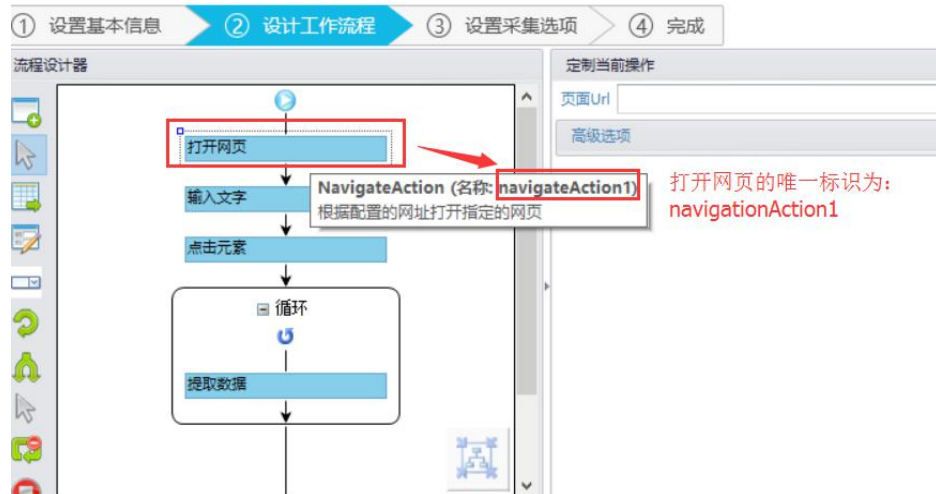 ① 设置基本信息
② 设计工作流程
③ 设置采集选项
④ 完成
流程设计器
定制当前操作
页面Url
高级选项
打开网页
输入文字
NavigateAction (名称: navigateAction1)
根据配置的网址打开指定的网页
打开网页的唯一标识为:
navigationAction1
点击元素
循环
提取数据